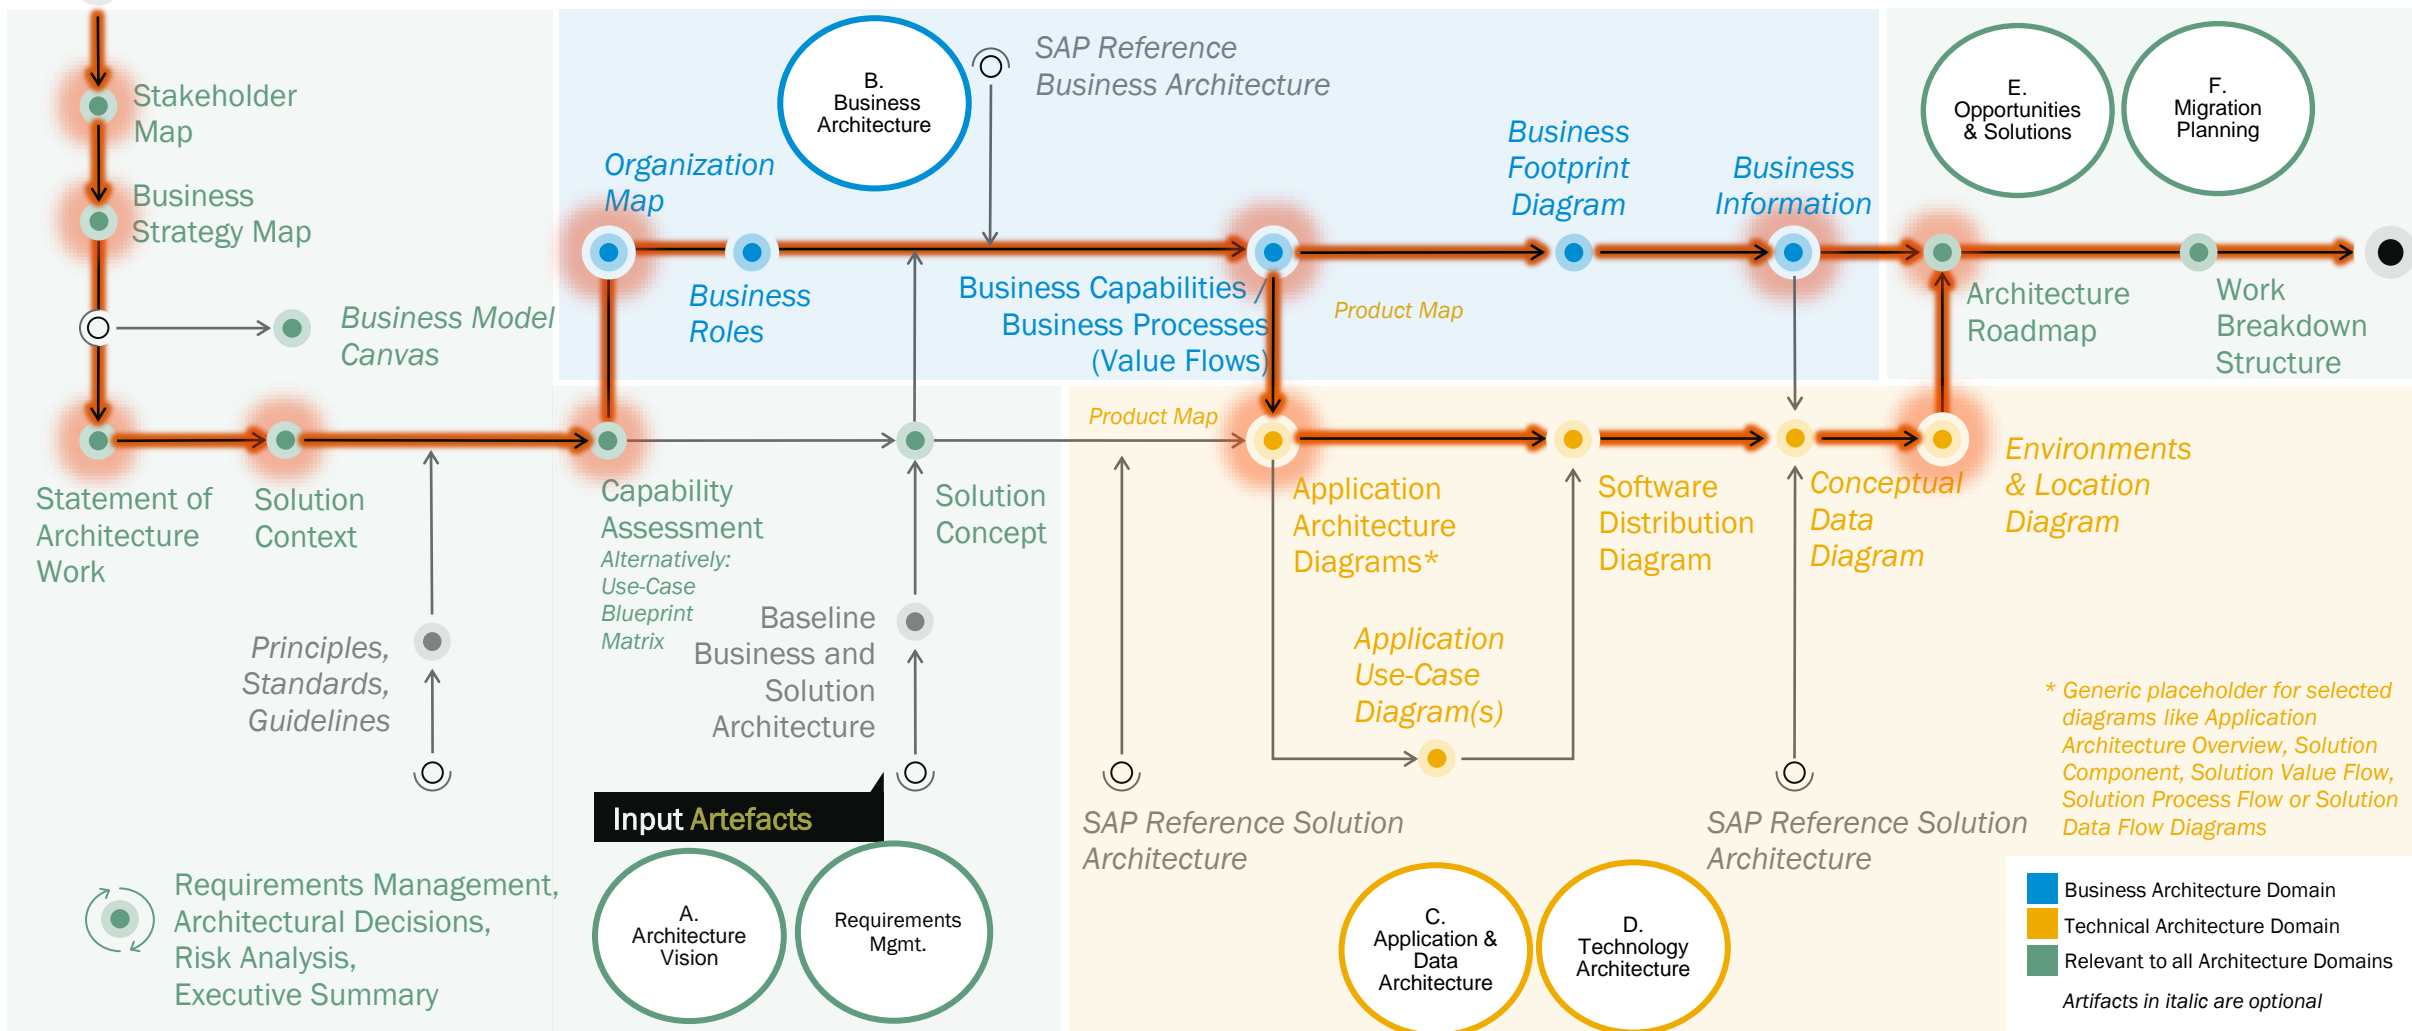 Stakeholder
Map
Business
Strategy Map
Business Model
Canvas
Statement of
Architecture
Work
Solution
Context
Principles,
Standards,
Guidelines
Requirements Management,
Architectural Decisions,
Risk Analysis,
Executive Summary
Capability
Assessment
Alternatively:
Use-Case
Blueprint
Matrix
Solution
Concept
Baseline
Business and
Solution
Architecture
Input Artefacts
A.
Architecture
Vision
Requirements
Mgmt.
Organization
Map
Business
Roles
B.
Business
Architecture
SAP Reference
Business Architecture
Business Capabilities /
Business Processes
(Value Flows)
Product Map
Business
Footprint
Diagram
Business
Information
E.
Opportunities
& Solutions
F.
Migration
Planning
Architecture
Roadmap
Work
Breakdown
Structure
Product Map
Application
Architecture
Diagrams*
Software
Distribution
Diagram
Conceptual
Data
Diagram
Environments
& Location
Diagram
Application
Use-Case
Diagram(s)
SAP Reference Solution
Architecture
SAP Reference Solution
Architecture
C.
Application &
Data
Architecture
D.
Technology
Architecture
* Generic placeholder for selected
diagrams like Application
Architecture Overview, Solution
Component, Solution Value Flow,
Solution Process Flow or Solution
Data Flow Diagrams
Business Architecture Domain
Technical Architecture Domain
Relevant to all Architecture Domains
Artifacts in italic are optional